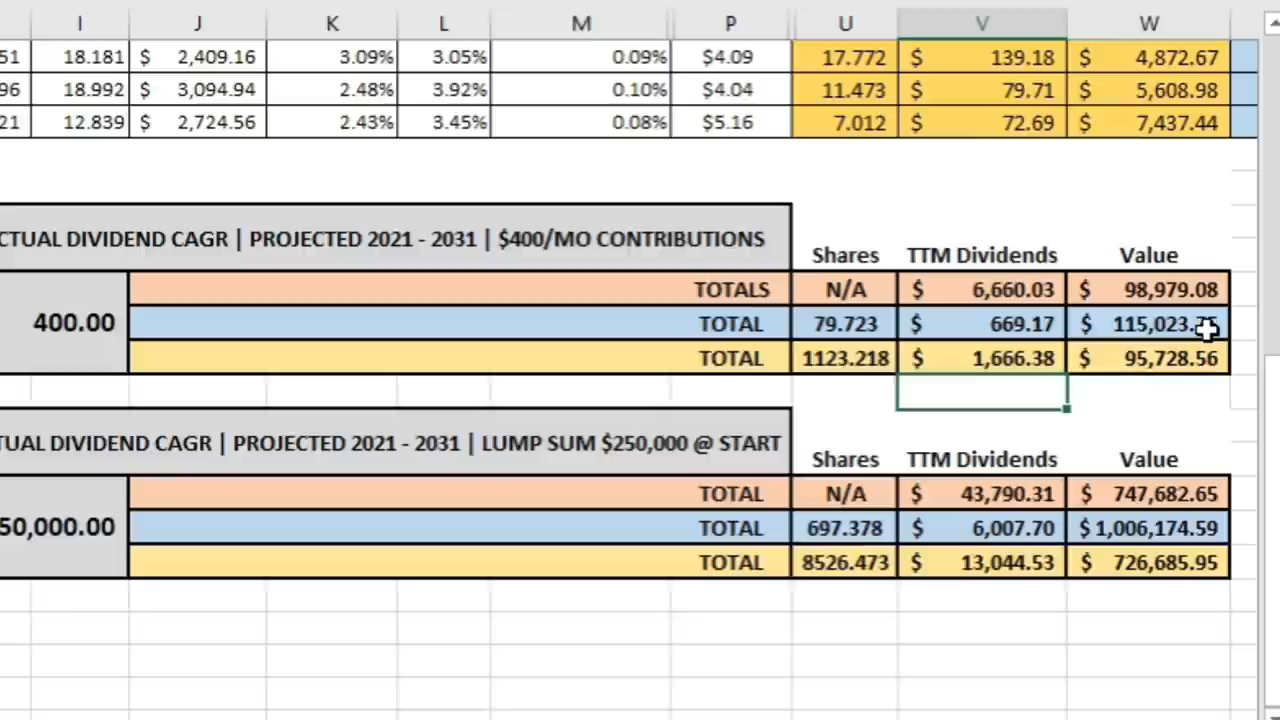 I J K L M P U V W
51 18.181 $ 2,409.16 3.09% 3.05% 0.09% $4.09 17.772 $ 139.18 $ 4,872.67
96 18.992 $ 3,094.94 2.48% 3.92% 0.10% $4.04 11.473 $ 79.71 $ 5,608.98
21 12.839 $ 2,724.56 2.43% 3.45% 0.08% $5.16 7.012 $ 72.69 $ 7,437.44
CTUAL DIVIDEND CAGR | PROJECTED 2021 - 2031 | $400/MO CONTRIBUTIONS
Shares TTM Dividends Value
TOTALS N/A $ 6,660.03 $ 98,979.08
400.00 TOTAL 79.723 $ 669.17 $
TOTAL 1123.218 $ 1,666.38 $ 95,728.56
TUAL DIVIDEND CAGR | PROJECTED 2021 - 2031 | LUMP SUM $250,000 @ START
Shares TTM Dividends Value
TOTAL N/A $ 43,790.31 $ 747,682.65
50,000.00 TOTAL 697.378 $ 6,007.70 $ 1,006,174.59
TOTAL 8526.473 $ 13,044.53 $ 726,685.95